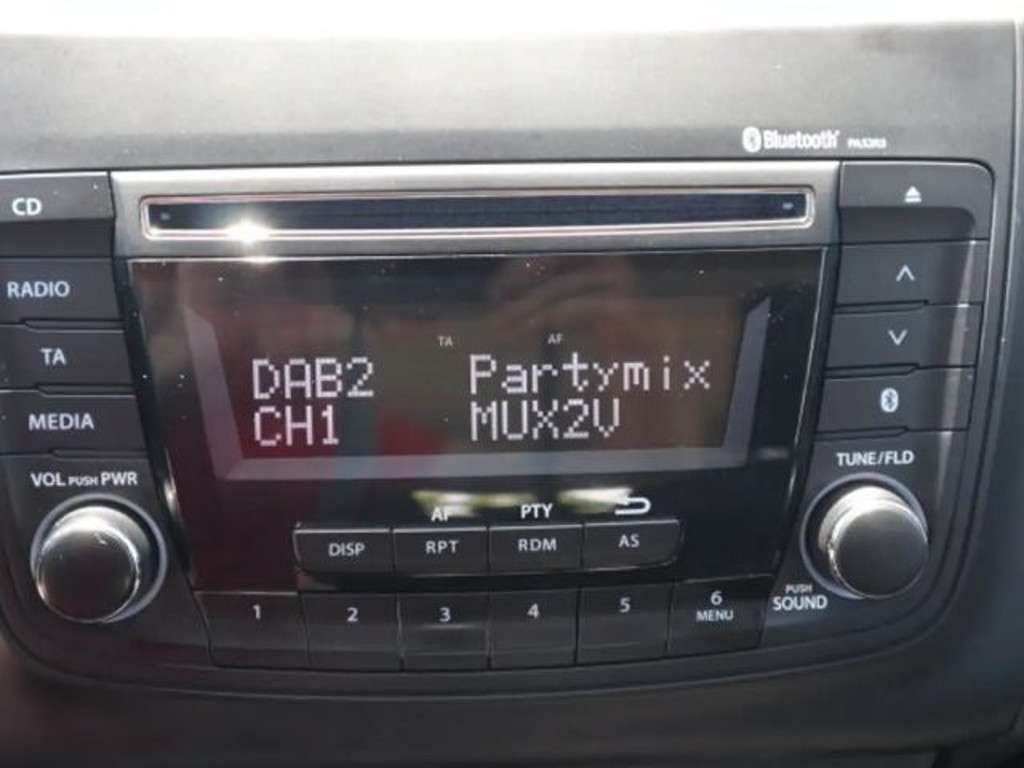 Bluetooth
CD
RADIO
TA
MEDIA
VOL PUSH PWR
TA AF
DAB2 Partymix
CH1 MUX2V
TUNE/FLD
AF PTY
DISP RPT RDM AS
1 2 3 4 5 6
MENU
PUSH
SOUND